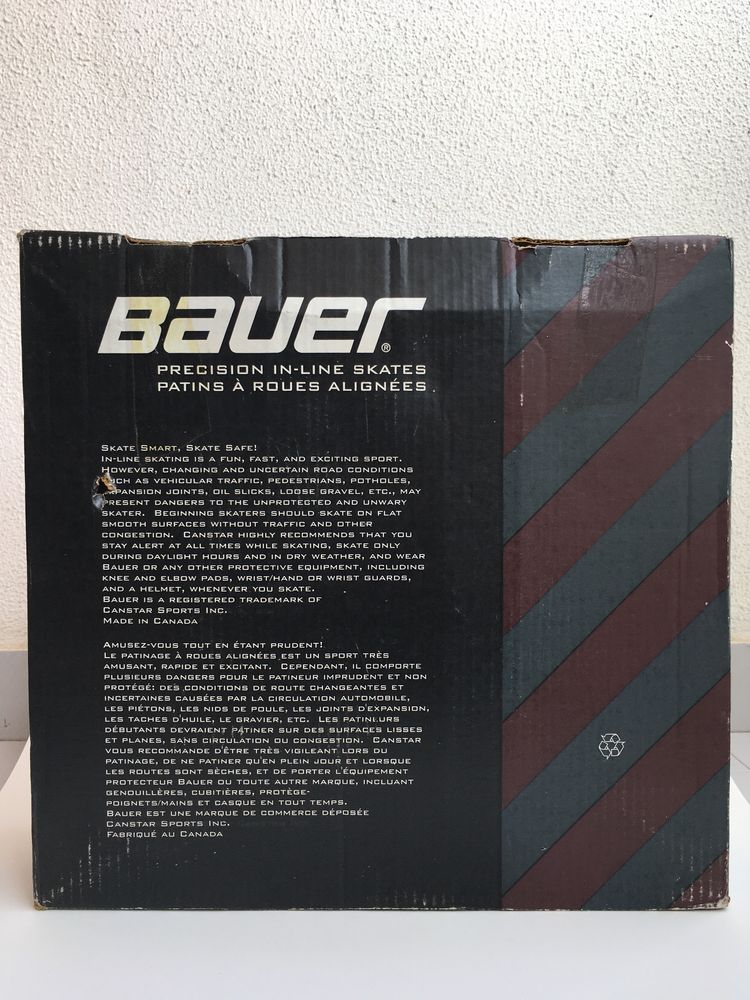 BAUER®
PRECISION IN-LINE SKATES
PATINS À ROUES ALIGNÉES
SKATE SMART, SKATE SAFE!
IN-LINE SKATING IS A FUN, FAST, AND EXCITING SPORT.
HOWEVER, CHANGING AND UNCERTAIN ROAD CONDITIONS
SUCH AS VEHICULAR TRAFFIC, PEDESTRIANS, POTHOLES,
EXPANSION JOINTS, OIL SLICKS, LOOSE GRAVEL, ETC., MAY
PRESENT DANGERS TO THE UNPROTECTED AND UNWARY
SKATER. BEGINNING SKATERS SHOULD SKATE ON FLAT
SMOOTH SURFACES WITHOUT TRAFFIC AND OTHER
CONGESTION. CANSTAR HIGHLY RECOMMENDS THAT YOU
STAY ALERT AT ALL TIMES WHILE SKATING, SKATE ONLY
DURING DAYLIGHT HOURS AND IN DRY WEATHER, AND WEAR
BAUER OR ANY OTHER PROTECTIVE EQUIPMENT, INCLUDING
KNEE AND ELBOW PADS, WRIST/HAND OR WRIST GUARDS,
AND A HELMET, WHENEVER YOU SKATE.
BAUER IS A REGISTERED TRADEMARK OF
CANSTAR SPORTS INC.
MADE IN CANADA
AMUSEZ-VOUS TOUT EN ÉTANT PRUDENT!
LE PATINAGE À ROUES ALIGNÉES EST UN SPORT TRÈS
AMUSANT, RAPIDE ET EXCITANT. CEPENDANT, IL COMPORTE
PLUSIEURS DANGERS POUR LE PATINEUR IMPRUDENT ET NON
PROTÉGÉ: DES CONDITIONS DE ROUTE CHANGEANTES ET
INCERTAINES CAUSÉES PAR LA CIRCULATION AUTOMOBILE,
LES PIÉTONS, LES NIDS DE POULE, LES JOINTS D'EXPANSION,
LES TACHES D'HUILE, LE GRAVIER, ETC. LES PATINEURS
DÉBUTANTS DEVRAIENT PATINER SUR DES SURFACES LISSES
ET PLANES, SANS CIRCULATION OU CONGESTION. CANSTAR
VOUS RECOMMANDE D'ÊTRE TRÈS VIGILEANT LORS DU
PATINAGE, DE NE PATINER QU'EN PLEIN JOUR ET LORSQUE
LES ROUTES SONT SÈCHES, ET DE PORTER L'ÉQUIPEMENT
PROTECTEUR BAUER OU TOUTE AUTRE MARQUE, INCLUANT
GENOUILLÈRES, CUBITIÈRES, PROTÈGE-
POIGNETS/MAINS ET CASQUE EN TOUT TEMPS.
BAUER EST UNE MARQUE DE COMMERCE DÉPOSÉE
CANSTAR SPORTS INC.
FABRIQUÉ AU CANADA